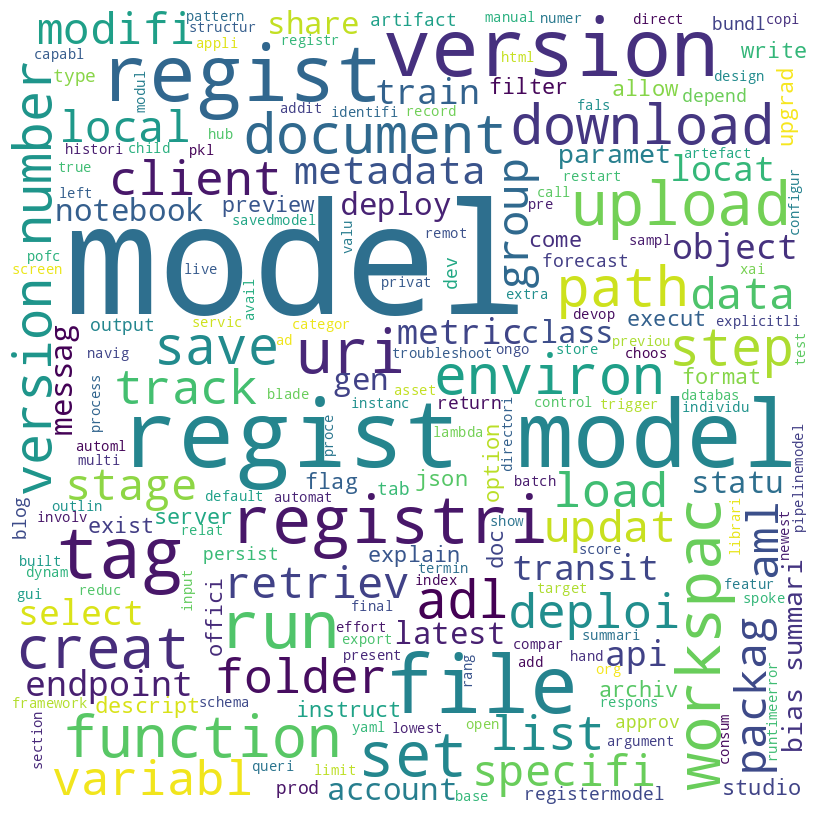 modifi
pattern
structur
appli
capabl
share
registr
artifact
manual
numer
direct
bundl
copi
version
html
write
type
modul
regist
train
filter
allow
depend
design
upgrad
local
addit
identifi
record
fals
histori
child
hub
document
download
true
pkl
client
metadata
paramet
locat
artefact
restart
configur
version number
left
notebook
preview
deploy
call
pre
upload
savedmodel
valu
remot
group
come
sampl
object
pofc
screen
model
live
privat
dev
forecast
xai
extra
path
data
output
servic
avail
categor
metricclass
devop
execut
explicitli
messag
navig
save
ad
uri
troubleshoot
ongo
store
previou
choos
step
test
process
blade
track
gen
asset
environ
format
databas
individu
automl
multi
instanc
return
control
trigger
regist model
proce
lambda
directori
blog
outlin
stage
default
automat
flag
tab
json
option
batch
load
statu
involv
exist
server
relat
registri
doc
show
score
updat
aml
newest
pipelinemodel
built
dynam
tag
persist
explain
termin
index
transit
librari
gui
reduc
input
retriev
adl
target
featur
spoke
select
offici
run
effort
final
export
latest
summari
deploi
workspac
creat
present
compar
add
hand
api
packag
bias summari
endpoint
folder
rang
file
org
archiv
runtimeerror
framework
descript
schema
instruct
respons
approv
consum
section
function
yaml
lowest
open
list
argument
variabl
queri
limit
set
specifi
studio
prod
account
base
registermodel